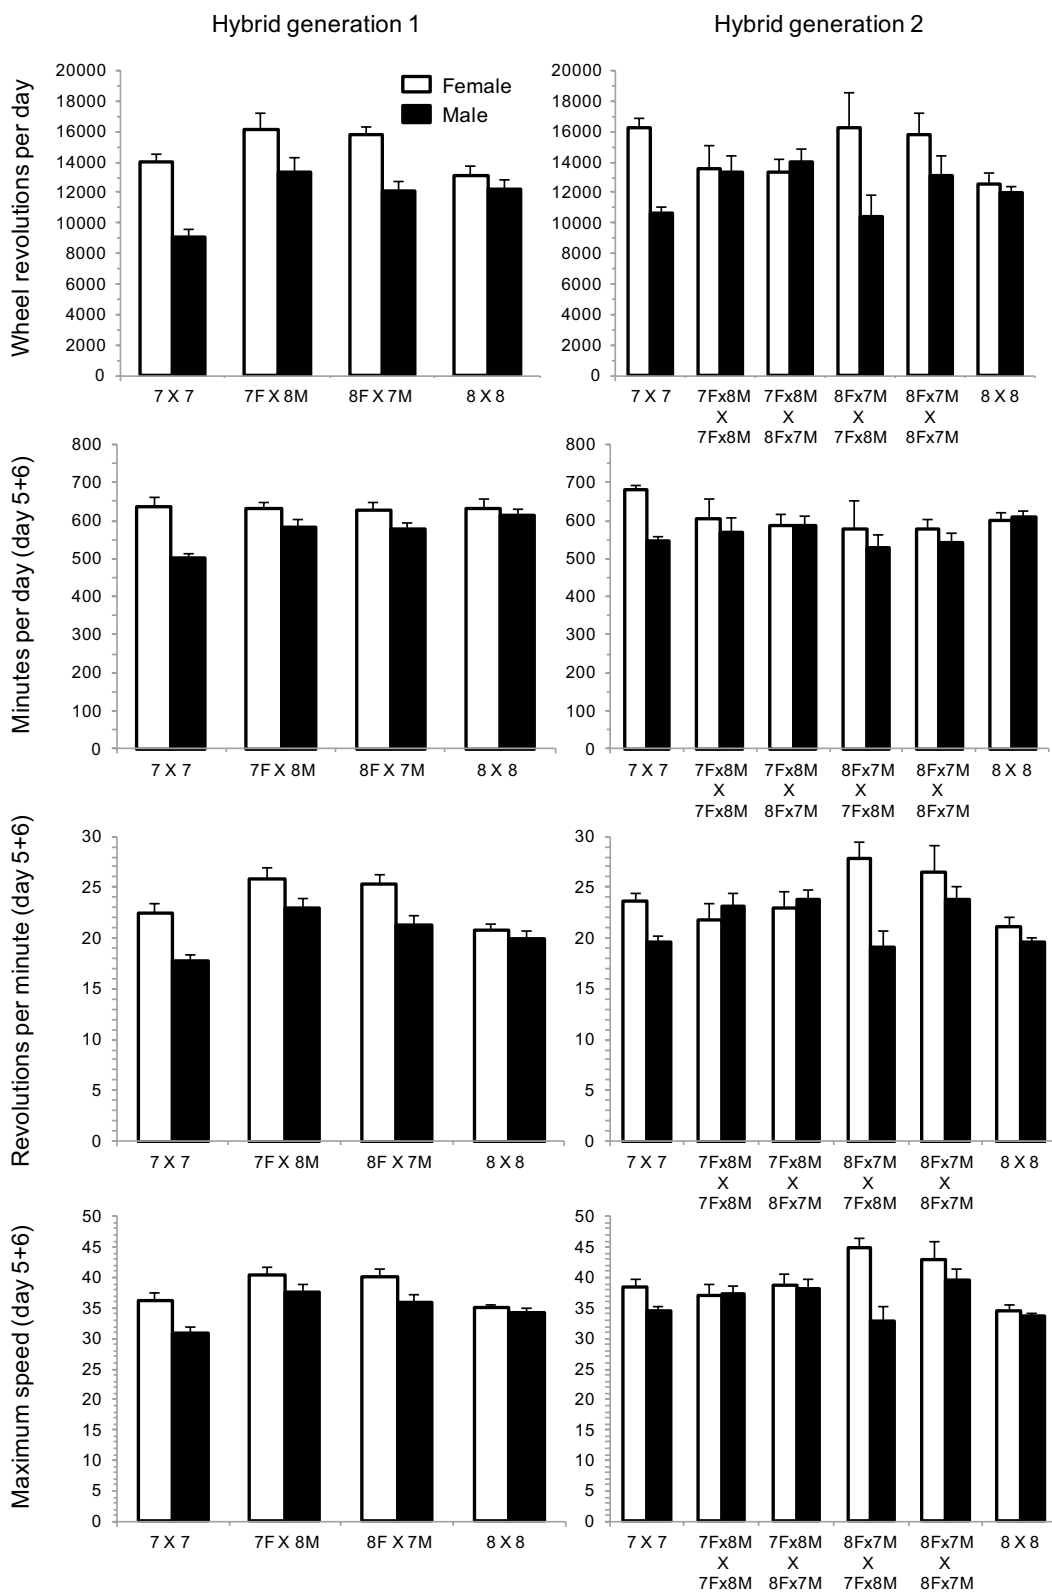 Hybrid generation 1
Hybrid generation 2
Wheel revolutions per day
20000
18000
16000
14000
12000
10000
8000
6000
4000
2000
0
Female
Male
7 X 7
7F X 8M
8F X 7M
8 X 8
20000
18000
16000
14000
12000
10000
8000
6000
4000
2000
0
7 X 7
7Fx8M
X
7Fx8M
7Fx8M
X
8Fx7M
8Fx7M
X
7Fx8M
8Fx7M
X
8Fx7M
8 X 8
Minutes per day (day 5+6)
800
700
600
500
400
300
200
100
0
7 X 7
7F X 8M
8F X 7M
8 X 8
800
700
600
500
400
300
200
100
0
7 X 7
7Fx8M
X
7Fx8M
7Fx8M
X
8Fx7M
8Fx7M
X
7Fx8M
8Fx7M
X
8Fx7M
8 X 8
Revolutions per minute (day 5+6)
30
25
20
15
10
5
0
7 X 7
7F X 8M
8F X 7M
8 X 8
30
25
20
15
10
5
0
7 X 7
7Fx8M
X
7Fx8M
7Fx8M
X
8Fx7M
8Fx7M
X
7Fx8M
8Fx7M
X
8Fx7M
8 X 8
Maximum speed (day 5+6)
50
45
40
35
30
25
20
15
10
5
0
7 X 7
7F X 8M
8F X 7M
8 X 8
50
45
40
35
30
25
20
15
10
5
0
7 X 7
7Fx8M
X
7Fx8M
7Fx8M
X
8Fx7M
8Fx7M
X
7Fx8M
8Fx7M
X
8Fx7M
8 X 8